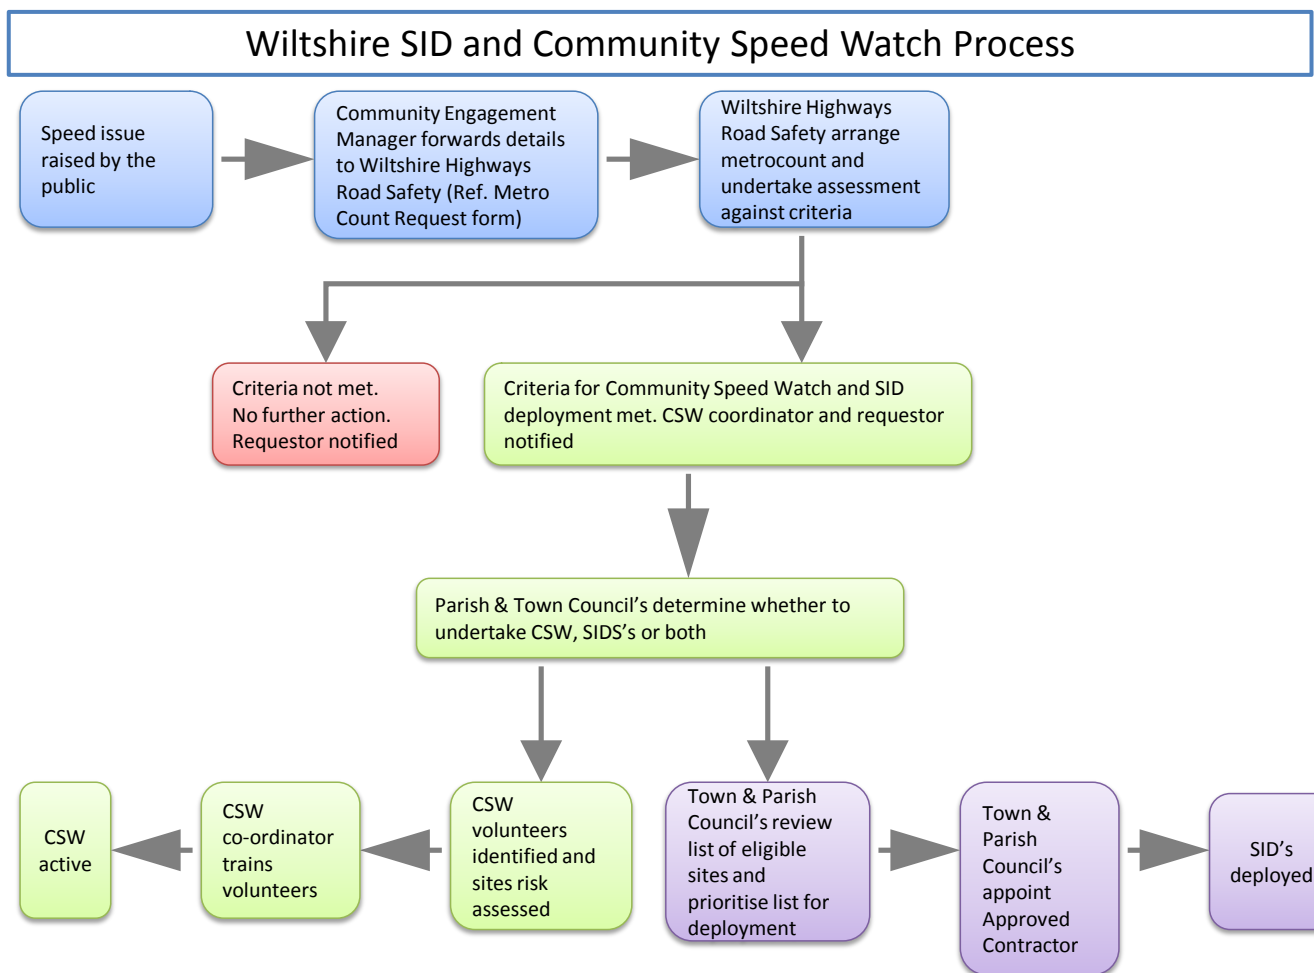 Wiltshire SID and Community Speed Watch Process
Speed issue
raised by the
public
Community Engagement
Manager forwards details
to Wiltshire Highways
Road Safety (Ref. Metro
Count Request form)
Wiltshire Highways
Road Safety arrange
metrocount and
undertake assessment
against criteria
Criteria not met.
No further action.
Requestor notified
Criteria for Community Speed Watch and SID
deployment met. CSW coordinator and requestor
notified
Parish & Town Council’s determine whether to
undertake CSW, SIDS’s or both
CSW
active
CSW
co-ordinator
trains
volunteers
CSW
volunteers
identified and
sites risk
assessed
Town & Parish
Council’s review
list of eligible
sites and
prioritise list for
deployment
Town &
Parish
Council’s
appoint
Approved
Contractor
SID’s
deployed